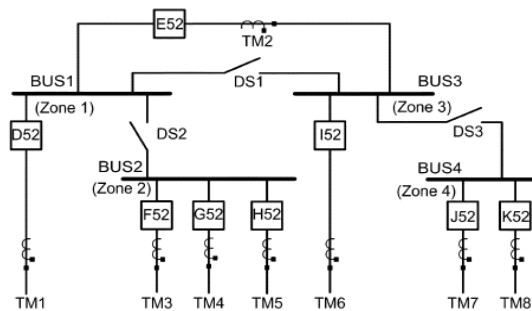 E52
TM2
BUS1
DS1
BUS3
(Zone 1)
(Zone 3)
D52
DS2
I52
DS3
BUS2
BUS4
(Zone 2)
(Zone 4)
F52
G52
H52
J52
K52
TM1
TM3
TM4
TM5
TM6
TM7
TM8